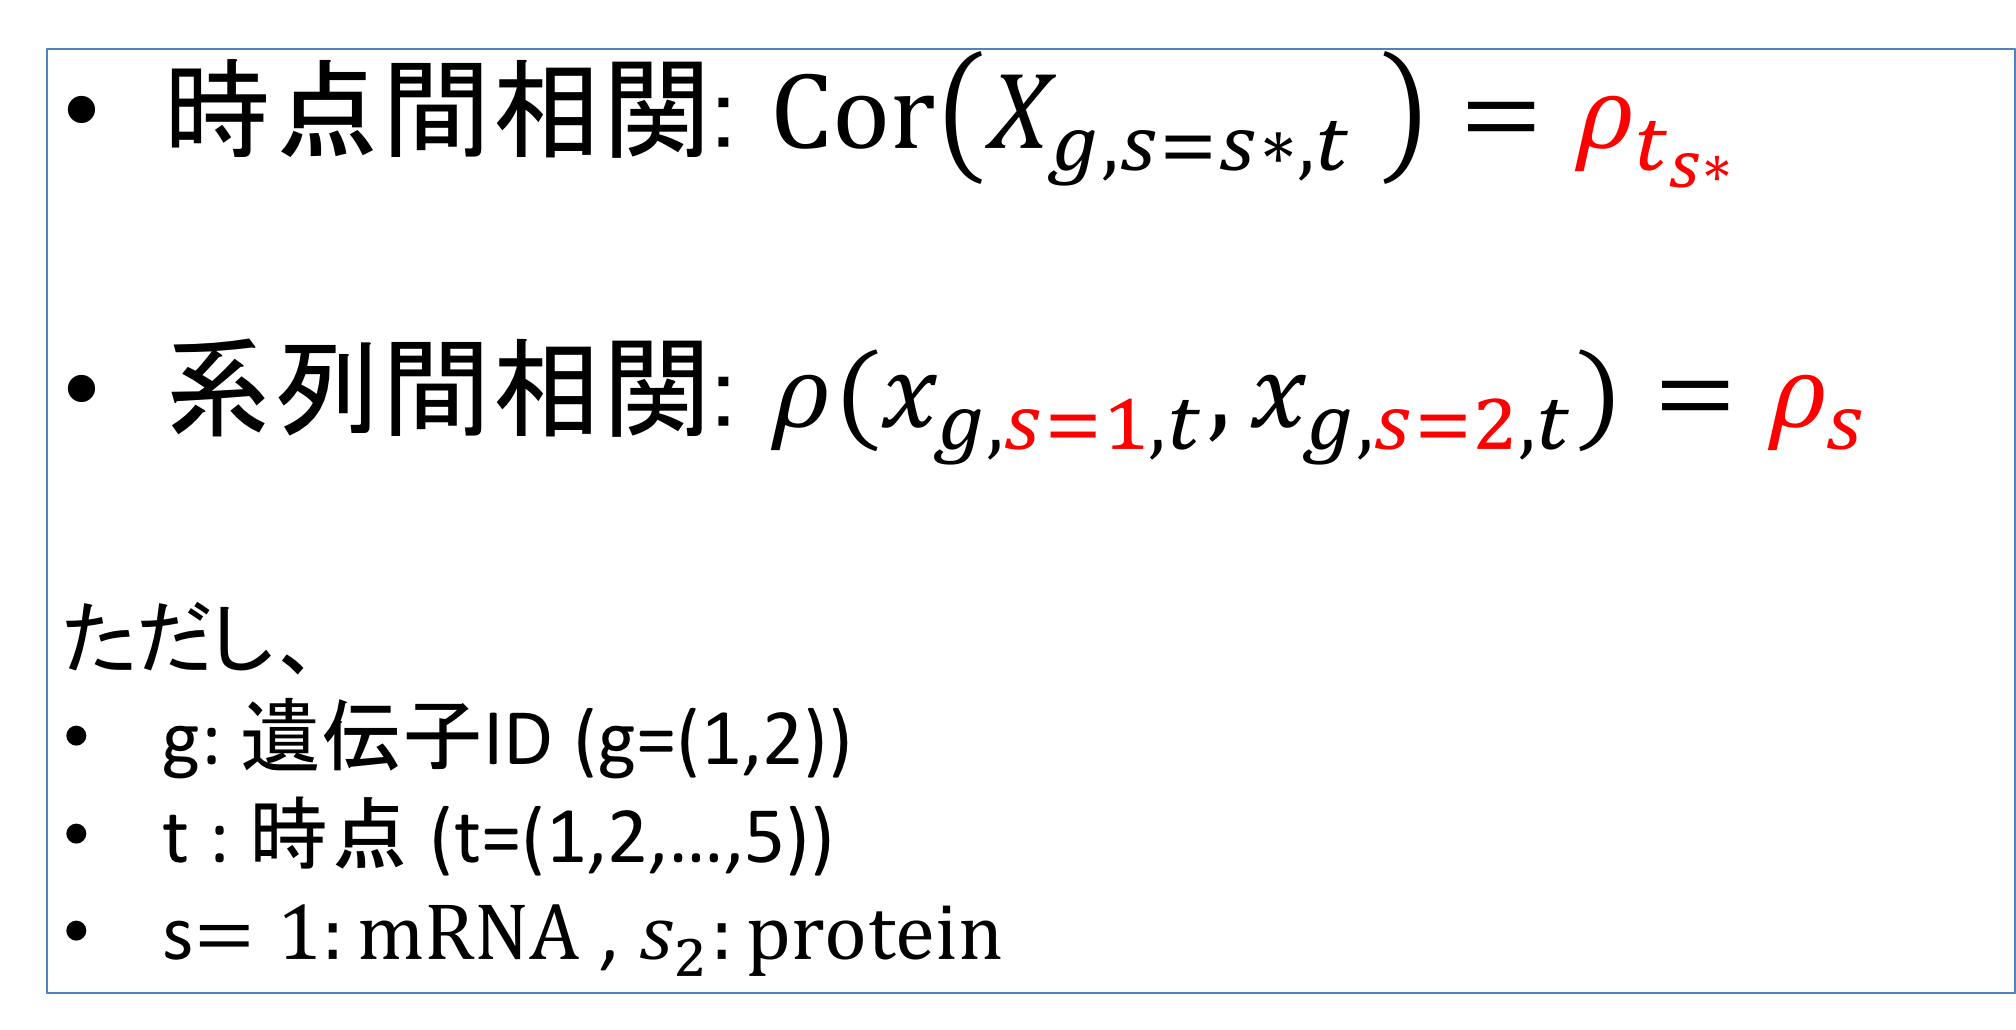 • 時点間相関: Cor(X_{g,s=s*,t}) = ρ_{t_{s*}}
• 系列間相関: ρ(x_{g,s=1,t}, x_{g,s=2,t}) = ρ_s
ただし、
• g: 遺伝子ID (g=(1,2))
• t : 時点 (t=(1,2,...,5))
• s= 1: mRNA , s_2: protein